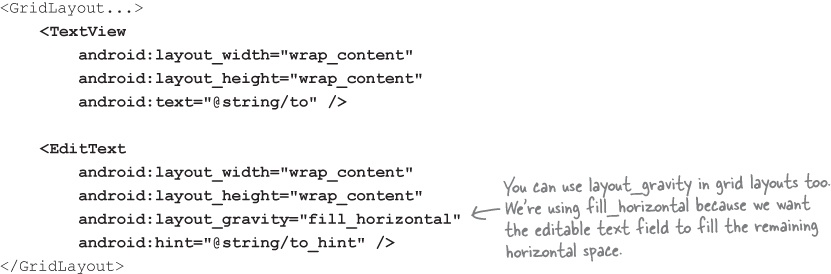 <GridLayout...>
<TextView
android:layout_width="wrap_content"
android:layout_height="wrap_content"
android:text="@string/to" />
<EditText
android:layout_width="wrap_content"
android:layout_height="wrap_content"
android:layout_gravity="fill_horizontal"
android:hint="@string/to_hint" />
</GridLayout>
You can use layout_gravity in grid layouts too.
We're using fill_horizontal because we want
the editable text field to fill the remaining
horizontal space.